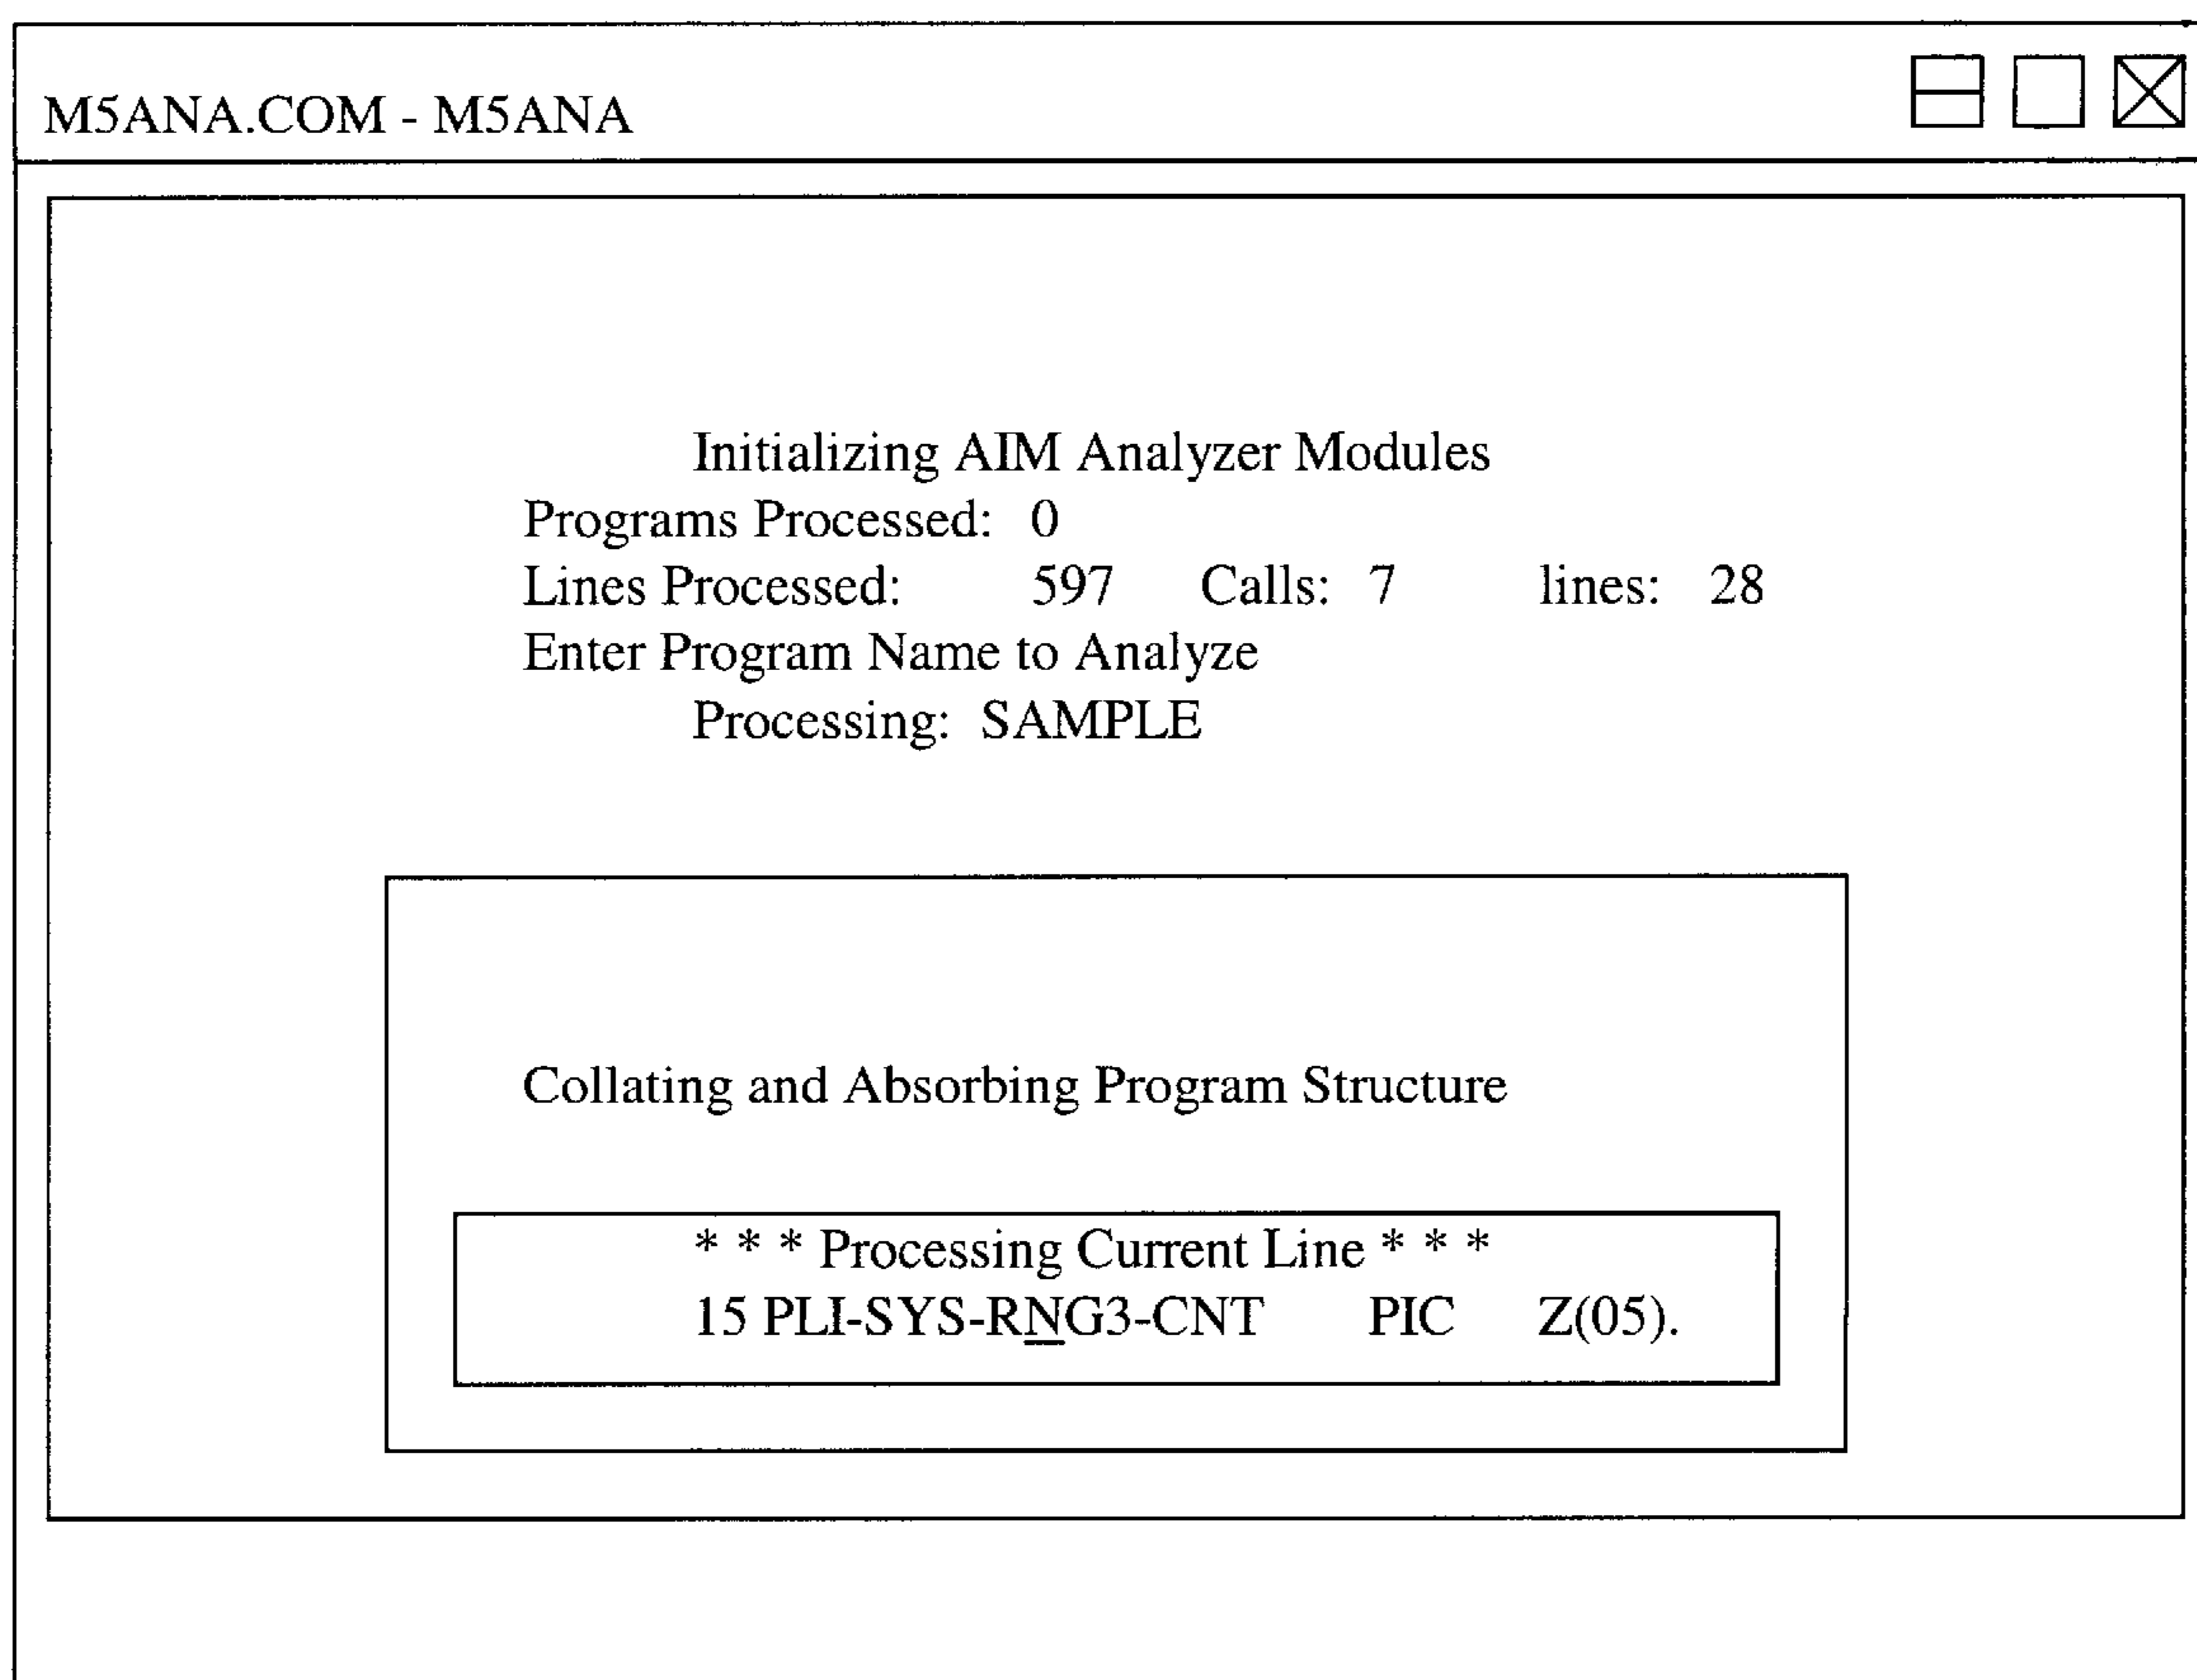 M5ANA.COM - M5ANA
Initializing AIM Analyzer Modules
Programs Processed: 0
Lines Processed: 597 Calls: 7 lines: 28
Enter Program Name to Analyze
Processing: SAMPLE
Collating and Absorbing Program Structure
* * * Processing Current Line * * *
15 PLI-SYS-RNG3-CNT PIC Z(05).